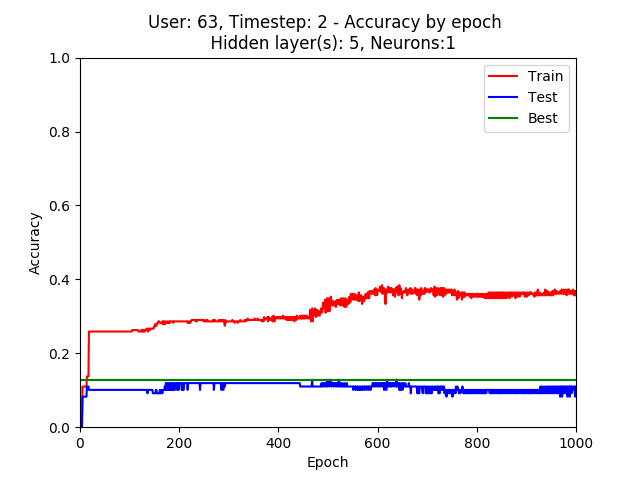 User: 63, Timestep: 2 - Accuracy by epoch
Hidden layer(s): 5, Neurons:1
1.0
Train
Test
Best
0.8
0.6
Accuracy
0.4
0.2
0.0
0 200 400 600 800 1000
Epoch